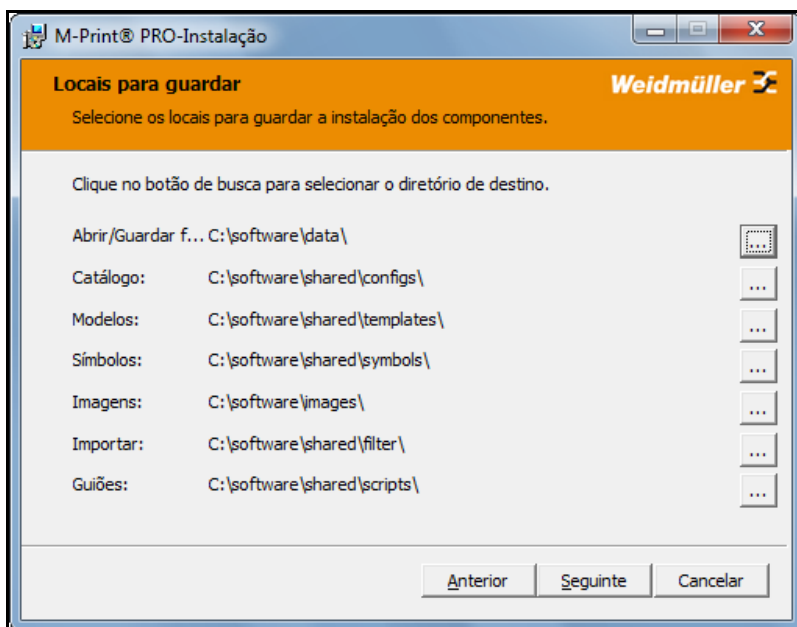 M-Print® PRO-Instalação
Locais para guardar
Weidmüller
Selecione os locais para guardar a instalação dos componentes.
Clique no botão de busca para selecionar o diretório de destino.
Abrir/Guardar f... C:\software\data\ ...
Catálogo: C:\software\shared\configs\ ...
Modelos: C:\software\shared\templates\ ...
Símbolos: C:\software\shared\symbols\ ...
Imagens: C:\software\images\ ...
Importar: C:\software\shared\filter\ ...
Guiões: C:\software\shared\scripts\ ...
Anterior Seguinte Cancelar